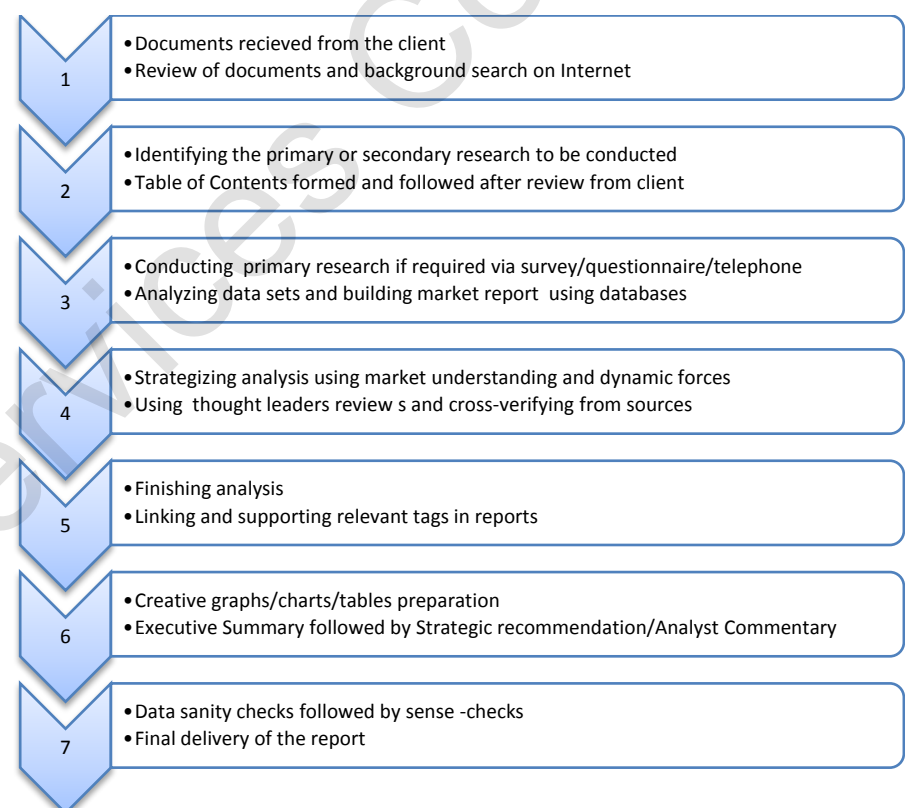 1
•Documents recieved from the client
•Review of documents and background search on Internet
2
•Identifying the primary or secondary research to be conducted
•Table of Contents formed and followed after review from client
3
•Conducting primary research if required via survey/questionnaire/telephone
•Analyzing data sets and building market report using databases
4
•Strategizing analysis using market understanding and dynamic forces
•Using thought leaders review s and cross-verifying from sources
5
•Finishing analysis
•Linking and supporting relevant tags in reports
6
•Creative graphs/charts/tables preparation
•Executive Summary followed by Strategic recommendation/Analyst Commentary
7
•Data sanity checks followed by sense -checks
•Final delivery of the report